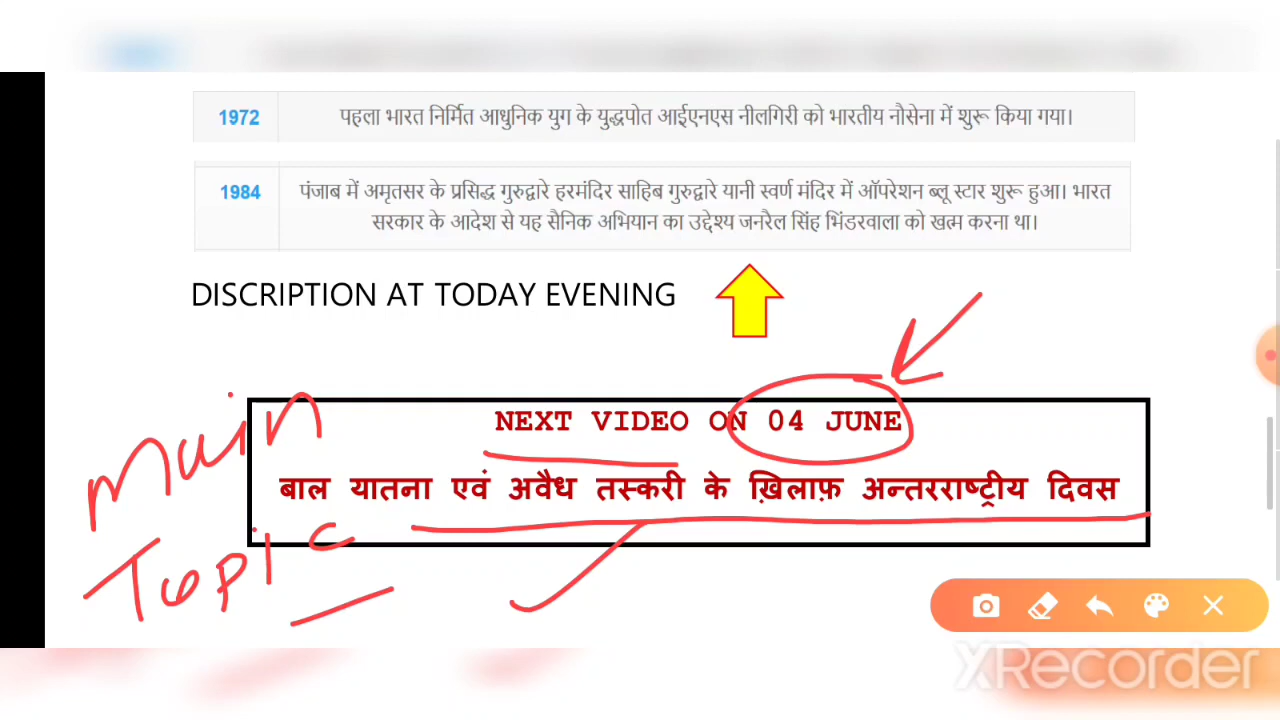 1972 पहला भारत निर्मित आधुनिक युग के युद्धपोत आईएनएस नीलगिरी को भारतीय नौसेना में शुरू किया गया।
1984 पंजाब में अमृतसर के प्रसिद्ध गुरुद्वारे हरमंदिर साहिब गुरुद्वारे यानी स्वर्ण मंदिर में ऑपरेशन ब्लू स्टार शुरू हुआ। भारत
सरकार के आदेश से यह सैनिक अभियान का उद्देश्य जनरैल सिंह भिंडरवाला को खत्म करना था।
DISCRIPTION AT TODAY EVENING
NEXT VIDEO ON 04 JUNE
बाल यातना एवं अवैध तस्करी के ख़िलाफ़ अन्तरराष्ट्रीय दिवस
Main
Topic
XRecorder